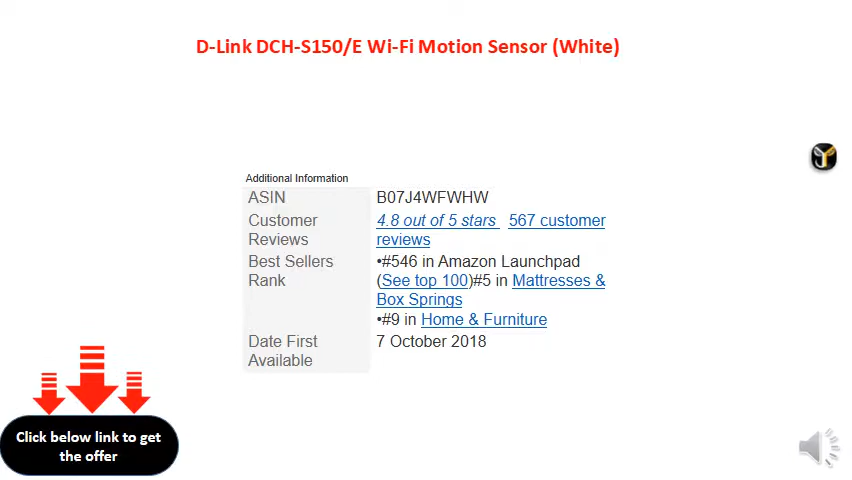 D-Link DCH-S150/E Wi-Fi Motion Sensor (White)
Additional Information
ASIN B07J4WFWHW
Customer 4.8 out of 5 stars 567 customer
Reviews reviews
Best Sellers •#546 in Amazon Launchpad
Rank (See top 100)#5 in Mattresses &
Box Springs
•#9 in Home & Furniture
Date First 7 October 2018
Available
Click below link to get
the offer